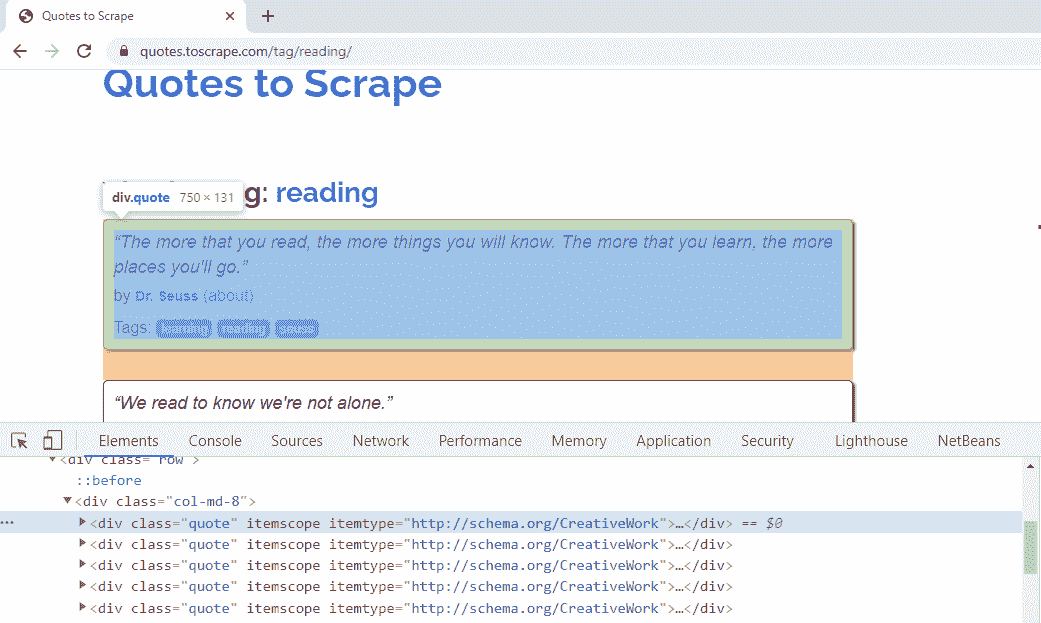 Quotes to Scrape
quotes.toscrape.com/tag/reading/
Quotes to Scrape
div.quote 750 × 131
g: reading
“The more that you read, the more things you will know. The more that you learn, the more
places you'll go.”
by Dr. Seuss (about)
Tags: learning reading seuss
“We read to know we're not alone.”
Elements Console Sources Network Performance Memory Application Security Lighthouse NetBeans
<div class="row">
::before
<div class="col-md-8">
<div class="quote" itemscope itemtype="http://schema.org/CreativeWork">…</div> == $0
<div class="quote" itemscope itemtype="http://schema.org/CreativeWork">…</div>
<div class="quote" itemscope itemtype="http://schema.org/CreativeWork">…</div>
<div class="quote" itemscope itemtype="http://schema.org/CreativeWork">…</div>
<div class="quote" itemscope itemtype="http://schema.org/CreativeWork">…</div>